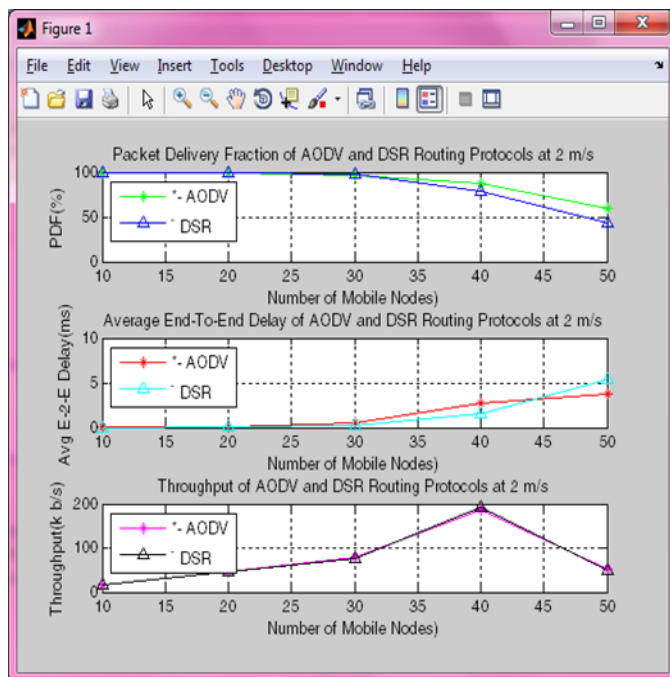 Figure 1
File Edit View Insert Tools Desktop Window Help
Packet Delivery Fraction of AODV and DSR Routing Protocols at 2 m/s
PDF(%)
100
50
0
*- AODV
- DSR
10 15 20 25 30 35 40 45 50
Number of Mobile Nodes)
Average End-To-End Delay of AODV and DSR Routing Protocols at 2 m/s
Avg E-2-E Delay(ms)
10
5
0
*- AODV
- DSR
10 15 20 25 30 35 40 45 50
Number of Mobile Nodes)
Throughput of AODV and DSR Routing Protocols at 2 m/s
Throughput(k b/s)
200
100
0
*- AODV
- DSR
10 15 20 25 30 35 40 45 50
Number of Mobile Nodes)